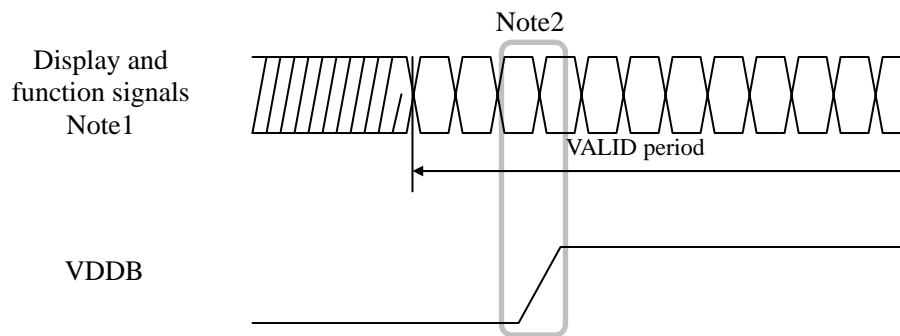 Note2
Display and
function signals
Note1
VALID period
VDDB